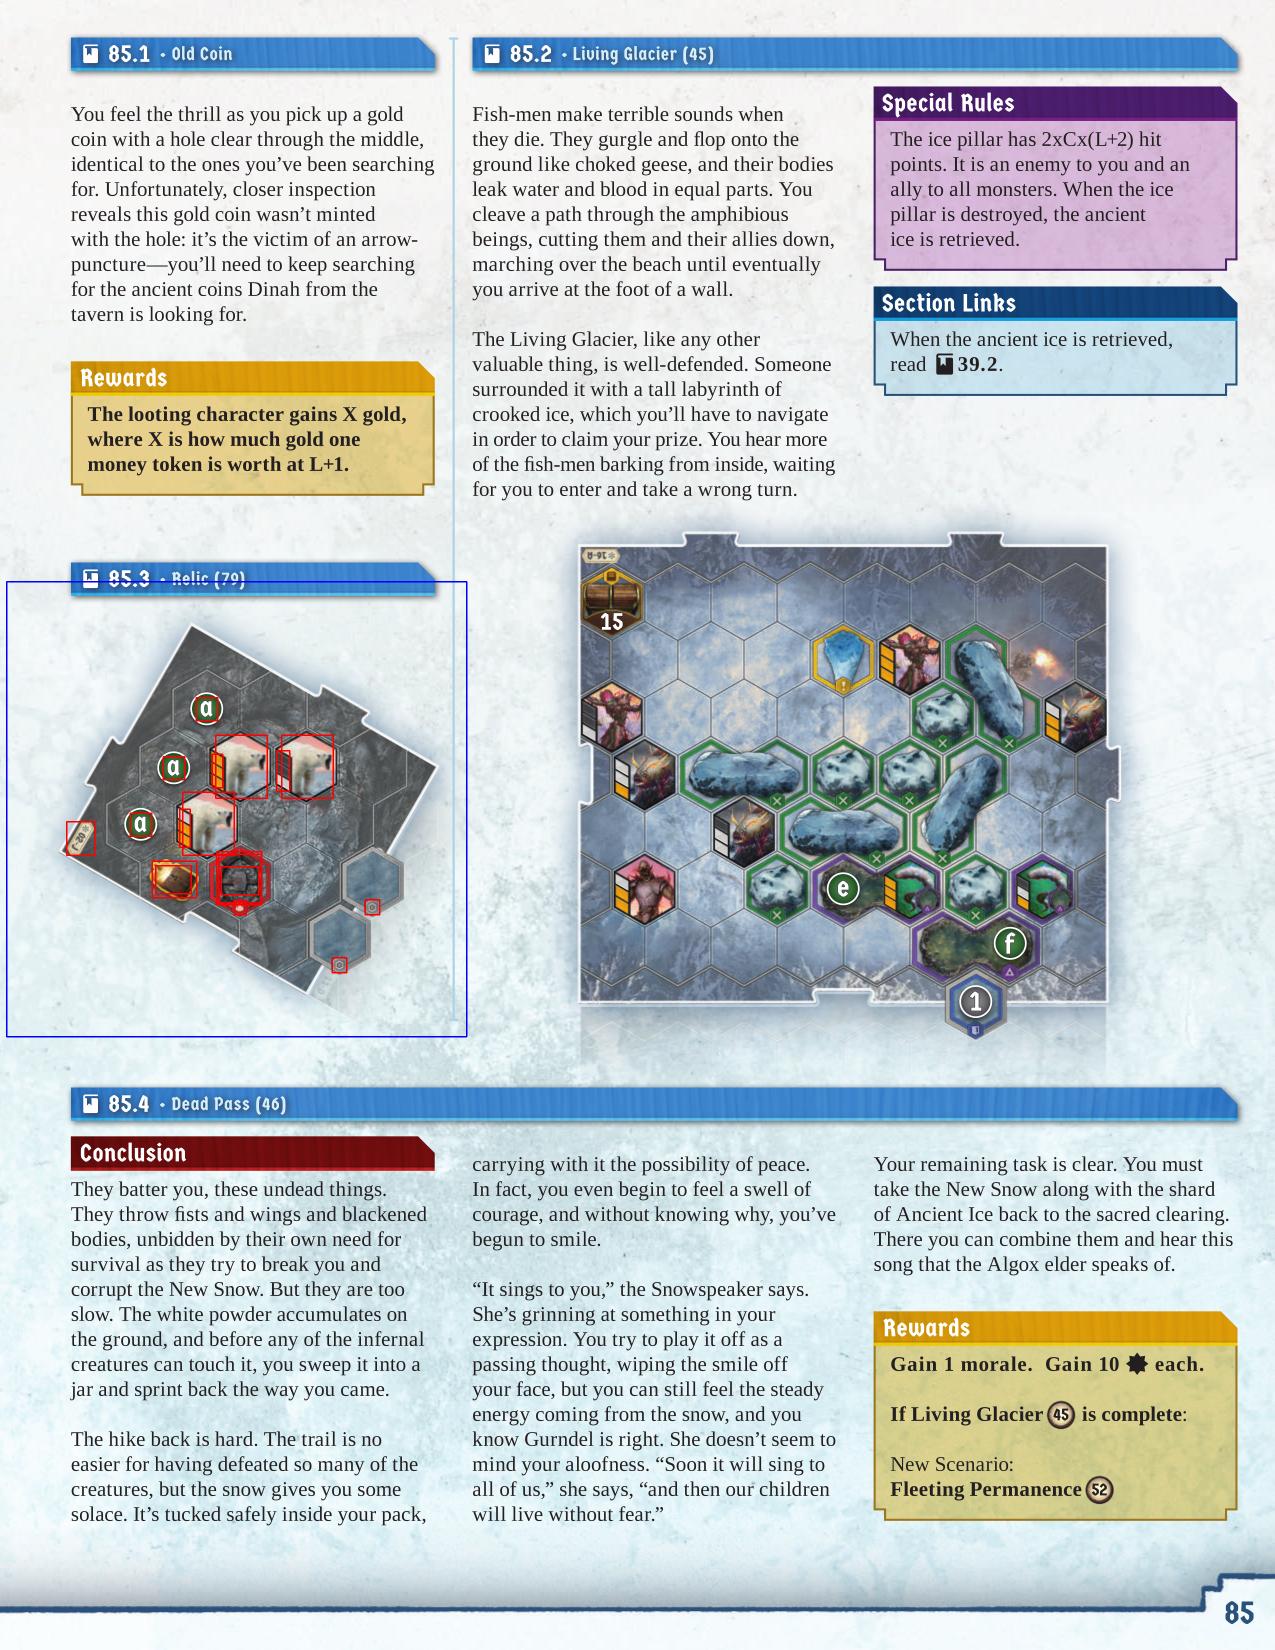 85.1 • Old Coin
You feel the thrill as you pick up a gold
coin with a hole clear through the middle,
identical to the ones you’ve been searching
for. Unfortunately, closer inspection
reveals this gold coin wasn’t minted
with the hole: it’s the victim of an arrow-
puncture—you’ll need to keep searching
for the ancient coins Dinah from the
tavern is looking for.
Rewards
The looting character gains X gold,
where X is how much gold one
money token is worth at L+1.
85.2 • Living Glacier (45)
Fish-men make terrible sounds when
they die. They gurgle and flop onto the
ground like choked geese, and their bodies
leak water and blood in equal parts. You
cleave a path through the amphibious
beings, cutting them and their allies down,
marching over the beach until eventually
you arrive at the foot of a wall.
The Living Glacier, like any other
valuable thing, is well-defended. Someone
surrounded it with a tall labyrinth of
crooked ice, which you’ll have to navigate
in order to claim your prize. You hear more
of the fish-men barking from inside, waiting
for you to enter and take a wrong turn.
Special Rules
The ice pillar has 2xCx(L+2) hit
points. It is an enemy to you and an
ally to all monsters. When the ice
pillar is destroyed, the ancient
ice is retrieved.
Section Links
When the ancient ice is retrieved,
read 39.2.
15
e
f
1
85.3 • Relic (79)
a
a
a
85.4 • Dead Pass (46)
Conclusion
They batter you, these undead things.
They throw fists and wings and blackened
bodies, unbidden by their own need for
survival as they try to break you and
corrupt the New Snow. But they are too
slow. The white powder accumulates on
the ground, and before any of the infernal
creatures can touch it, you sweep it into a
jar and sprint back the way you came.
The hike back is hard. The trail is no
easier for having defeated so many of the
creatures, but the snow gives you some
solace. It’s tucked safely inside your pack,
carrying with it the possibility of peace.
In fact, you even begin to feel a swell of
courage, and without knowing why, you’ve
begun to smile.
“It sings to you,” the Snowspeaker says.
She’s grinning at something in your
expression. You try to play it off as a
passing thought, wiping the smile off
your face, but you can still feel the steady
energy coming from the snow, and you
know Gurndel is right. She doesn’t seem to
mind your aloofness. “Soon it will sing to
all of us,” she says, “and then our children
will live without fear.”
Your remaining task is clear. You must
take the New Snow along with the shard
of Ancient Ice back to the sacred clearing.
There you can combine them and hear this
song that the Algox elder speaks of.
Rewards
Gain 1 morale. Gain 10 each.
If Living Glacier 45 is complete:
New Scenario:
Fleeting Permanence 52
85